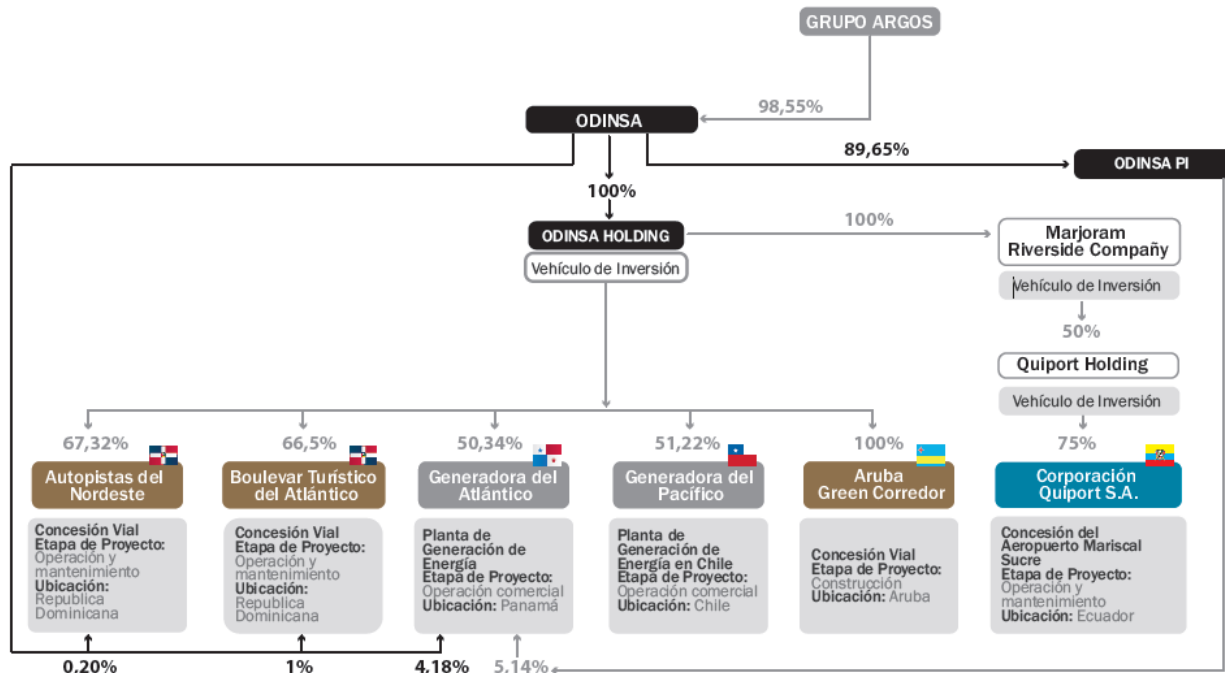 GRUPO ARGOS
98,55%
ODINSA
89,65%
ODINSA PI
100%
ODINSA HOLDING
Vehículo de Inversión
100%
Marjoram
Riverside Compañy
Vehículo de Inversión
50%
Quiport Holding
Vehículo de Inversión
67,32%
66,5%
50,34%
51,22%
100%
75%
Autopistas del
Nordeste
Concesión Vial
Etapa de Proyecto:
Operación y
mantenimiento
Ubicación:
Republica
Dominicana
Boulevar Turístico
del Atlántico
Concesión Vial
Etapa de Proyecto:
Operación y
mantenimiento
Ubicación:
Republica
Dominicana
Generadora del
Atlántico
Planta de
Generación de
Energía
Etapa de Proyecto:
Operación comercial
Ubicación: Panamá
Generadora del
Pacífico
Planta de
Generación de
Energía en Chile
Etapa de Proyecto:
Operación comercial
Ubicación: Chile
Aruba
Green Corredor
Concesión Vial
Etapa de Proyecto:
Construcción
Ubicación: Aruba
Corporación
Quiport S.A.
Concesión del
Aeropuerto Mariscal
Sucre
Etapa de Proyecto:
Operación y
mantenimiento
Ubicación: Ecuador
0,20%
1%
4,18%
5,14%